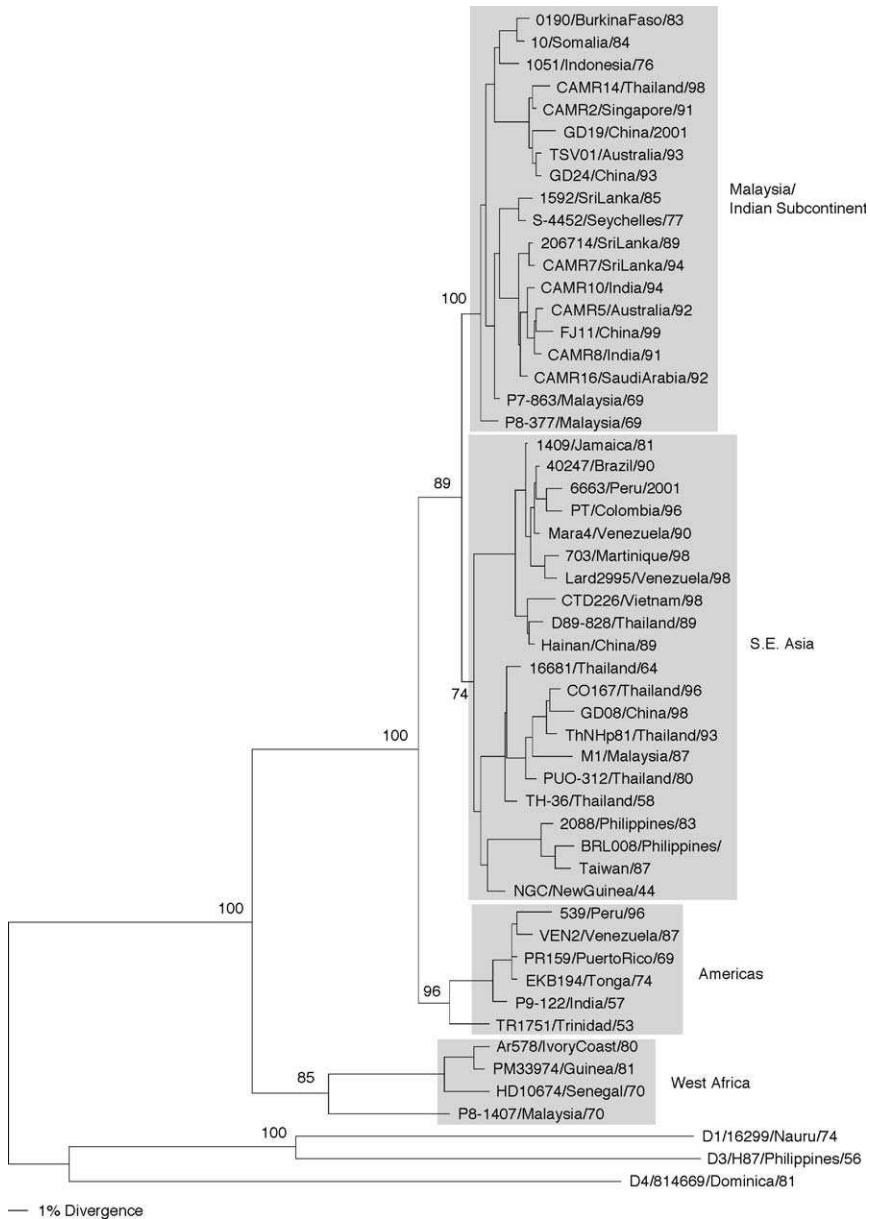 0190/BurkinaFaso/83
10/Somalia/84
1051/Indonesia/76
CAMR14/Thailand/98
CAMR2/Singapore/91
GD19/China/2001
TSV01/Australia/93
GD24/China/93
Malaysia/
Indian Subcontinent
1592/SriLanka/85
S-4452/Seychelles/77
206714/SriLanka/89
CAMR7/SriLanka/94
CAMR10/India/94
100
CAMR5/Australia/92
FJ11/China/99
CAMR8/India/91
CAMR16/SaudiArabia/92
P7-863/Malaysia/69
P8-377/Malaysia/69
1409/Jamaica/81
40247/Brazil/90
89
6663/Peru/2001
PT/Colombia/96
Mara4/Venezuela/90
703/Martinique/98
Lard2995/Venezuela/98
CTD226/Vietnam/98
D89-828/Thailand/89
Hainan/China/89
S.E. Asia
16681/Thailand/64
74
CO167/Thailand/96
GD08/China/98
100
ThNHp81/Thailand/93
M1/Malaysia/87
PUO-312/Thailand/80
TH-36/Thailand/58
2088/Philippines/83
BRL008/Philippines/
Taiwan/87
NGC/NewGuinea/44
100
539/Peru/96
VEN2/Venezuela/87
PR159/PuertoRico/69
EKB194/Tonga/74
Americas
96
P9-122/India/57
TR1751/Trinidad/53
Ar578/IvoryCoast/80
PM33974/Guinea/81
85
West Africa
HD10674/Senegal/70
P8-1407/Malaysia/70
100
D1/16299/Nauru/74
D3/H87/Philippines/56
D4/814669/Dominica/81
1% Divergence